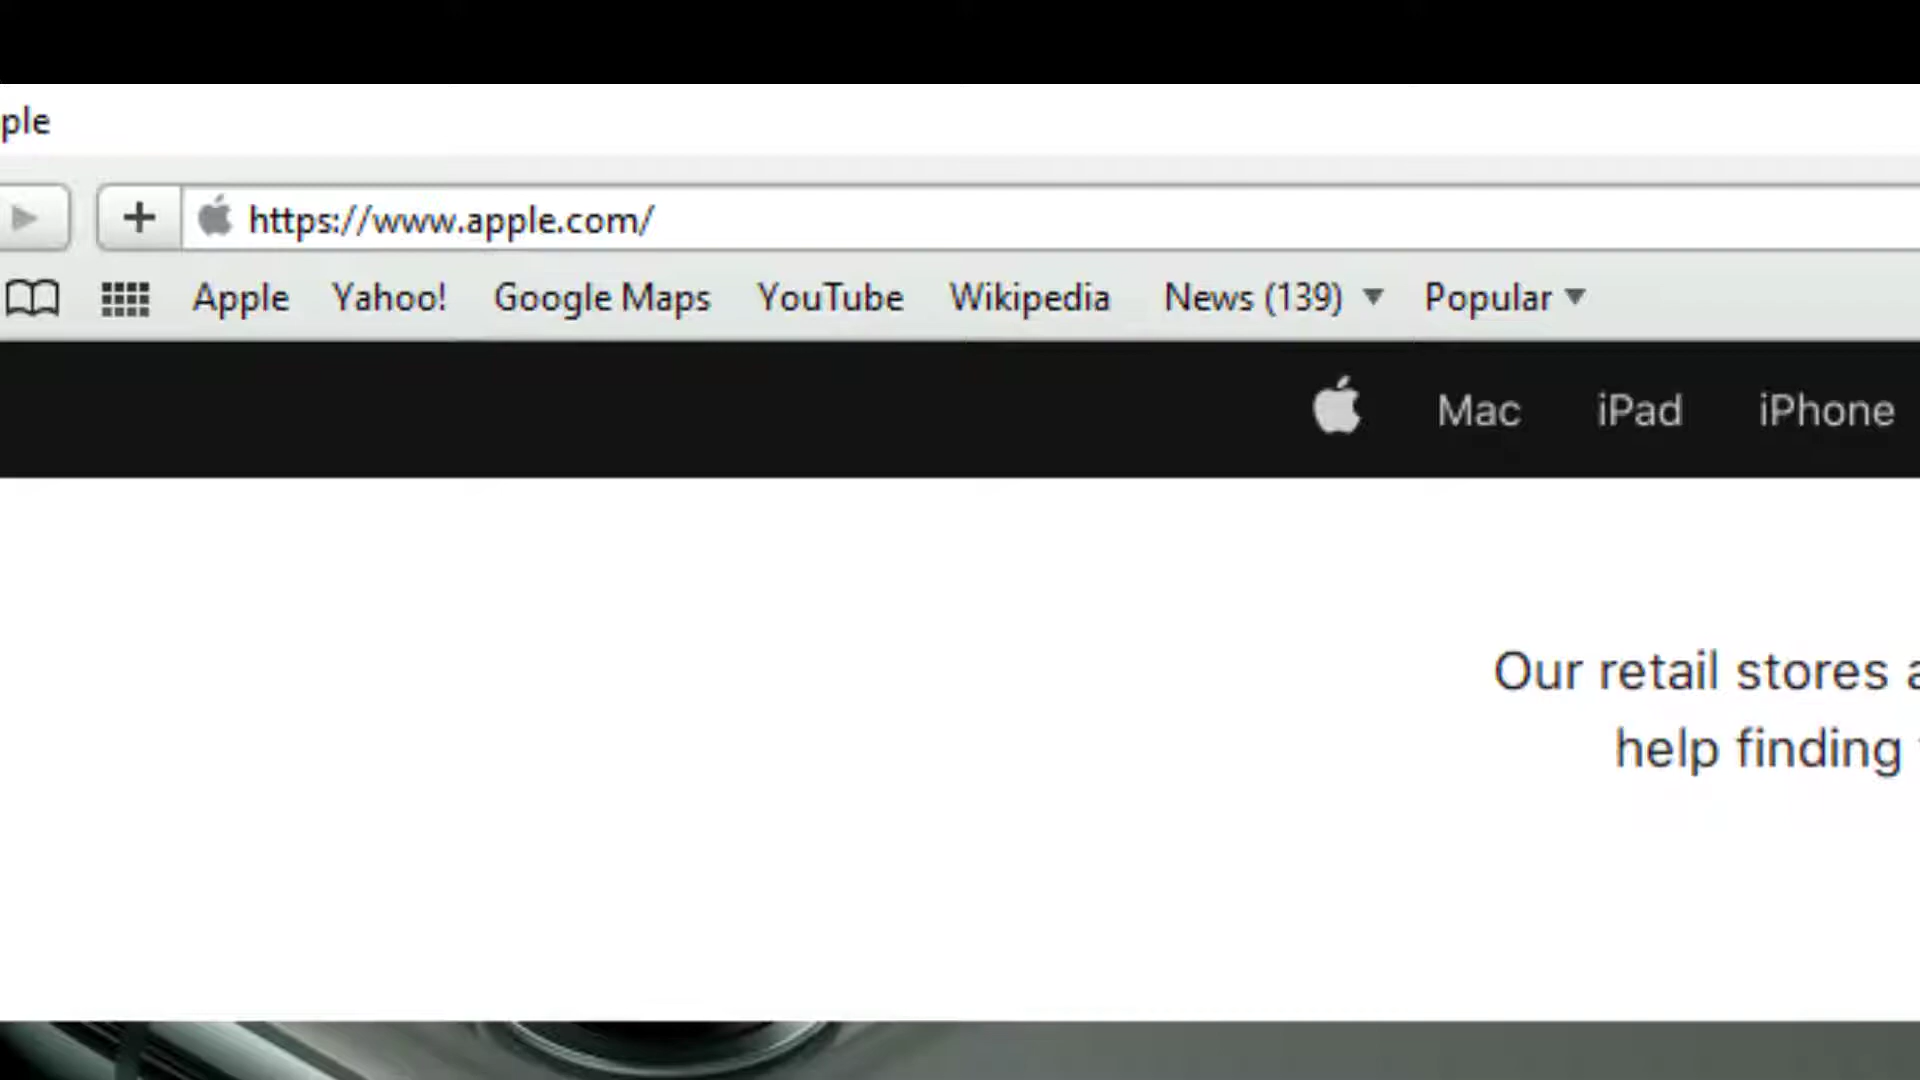 ple
https://www.apple.com/
Apple Yahoo! Google Maps YouTube Wikipedia News (139) Popular
Mac iPad iPhone
Our retail stores
help finding